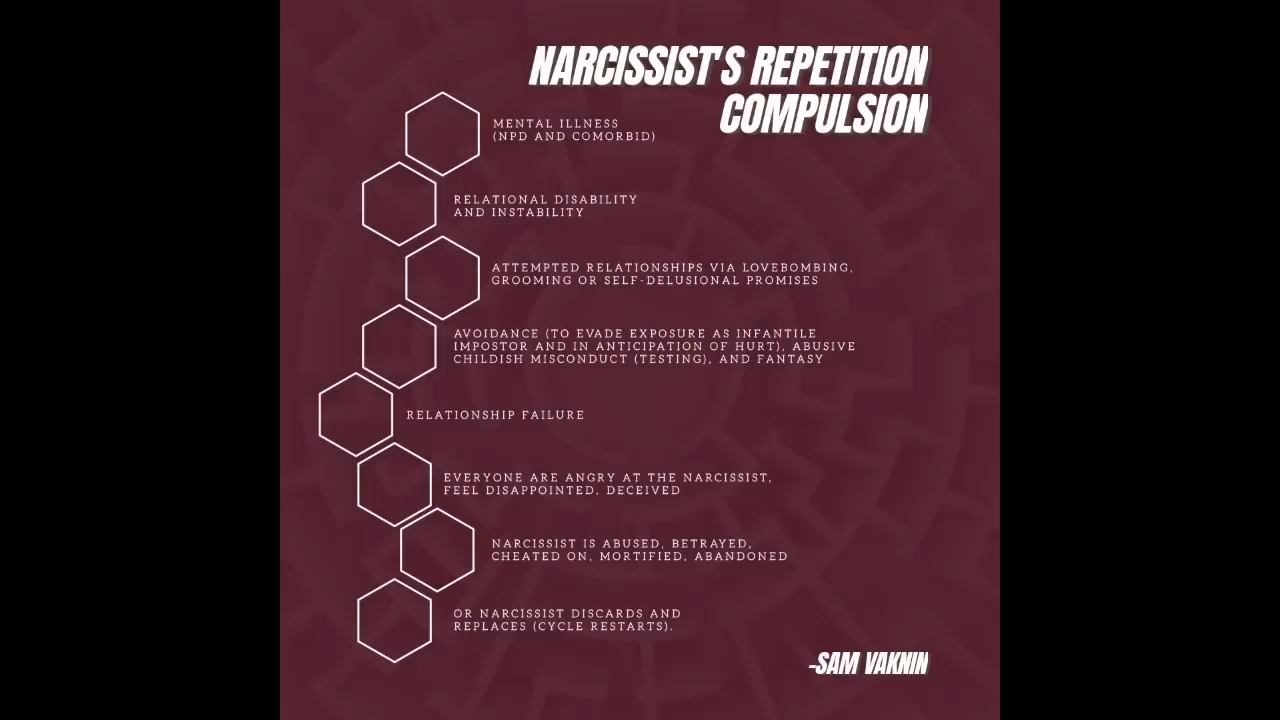 NARCISSIST'S REPETITION
COMPULSION
MENTAL ILLNESS
(NPD AND COMORBID)
RELATIONAL DISABILITY
AND INSTABILITY
ATTEMPTED RELATIONSHIPS VIA LOVEBOMBING,
GROOMING OR SELF-DELUSIONAL PROMISES
AVOIDANCE (TO EVADE EXPOSURE AS INFANTILE
IMPOSTOR AND IN ANTICIPATION OF HURT), ABUSIVE
CHILDISH MISCONDUCT (TESTING), AND FANTASY
RELATIONSHIP FAILURE
EVERYONE ARE ANGRY AT THE NARCISSIST,
FEEL DISAPPOINTED, DECEIVED
NARCISSIST IS ABUSED, BETRAYED,
CHEATED ON, MORTIFIED, ABANDONED
OR NARCISSIST DISCARDS AND
REPLACES (CYCLE RESTARTS).
-SAM VAKNIN